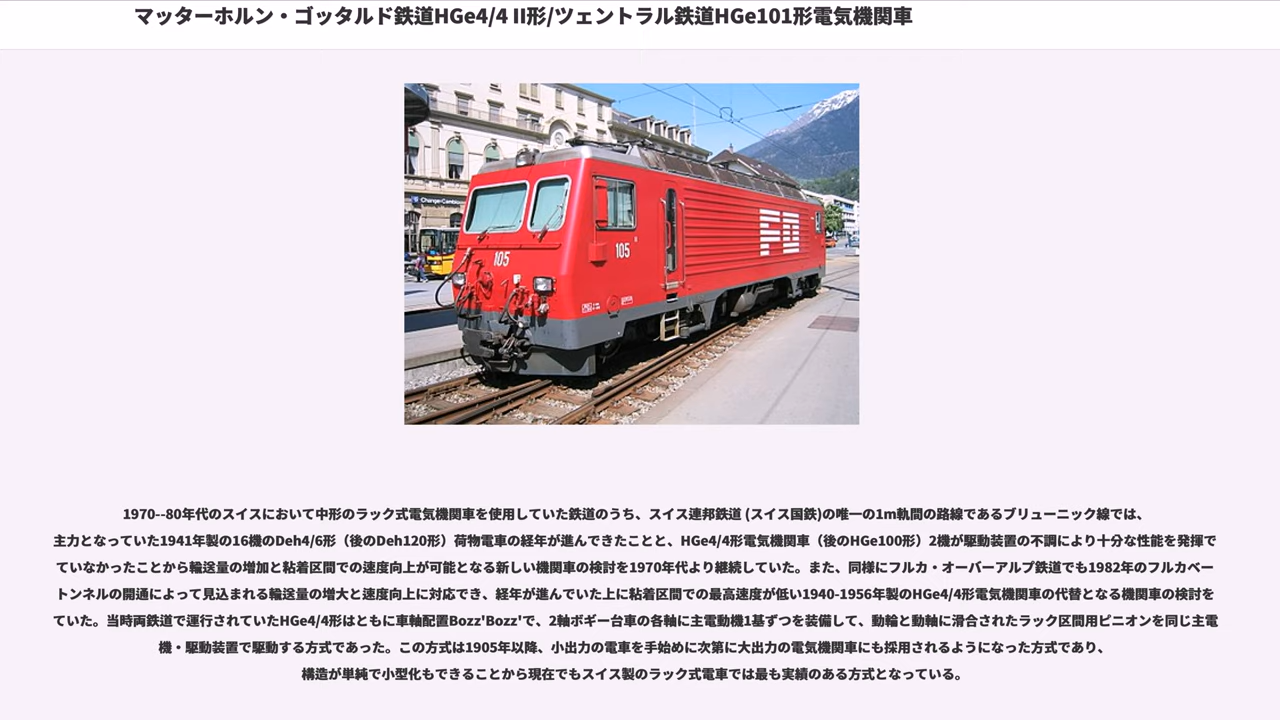 マッターホルン・ゴッタルド鉄道HGe4/4 II形/ツェントラル鉄道HGe101形電気機関車
Change-Cambio
105
105
FO
1970--80年代のスイスにおいて中形のラック式電気機関車を使用していた鉄道のうち、スイス連邦鉄道 (スイス国鉄)の唯一の1m軌間の路線であるブリューニック線では、
主力となっていた1941年製の16機のDeh4/6形（後のDeh120形）荷物電車の経年が進んできたことと、HGe4/4形電気機関車（後のHGe100形）2機が駆動装置の不調により十分な性能を発揮で
ていなかったことから輸送量の増加と粘着区間での速度向上が可能となる新しい機関車の検討を1970年代より継続していた。また、同様にフルカ・オーバーアルプ鉄道でも1982年のフルカベー
トンネルの開通によって見込まれる輸送量の増大と速度向上に対応でき、経年が進んでいた上に粘着区間での最高速度が低い1940-1956年製のHGe4/4形電気機関車の代替となる機関車の検討を
ていた。当時両鉄道で運行されていたHGe4/4形はともに車軸配置Bozz'Bozz'で、2軸ボギー台車の各軸に主電動機1基ずつを装備して、動輪と動軸に滑合されたラック区間用ピニオンを同じ主電
機・駆動装置で駆動する方式であった。この方式は1905年以降、小出力の電車を手始めに次第に大出力の電気機関車にも採用されるようになった方式であり、
構造が単純で小型化もできることから現在でもスイス製のラック式電車では最も実績のある方式となっている。